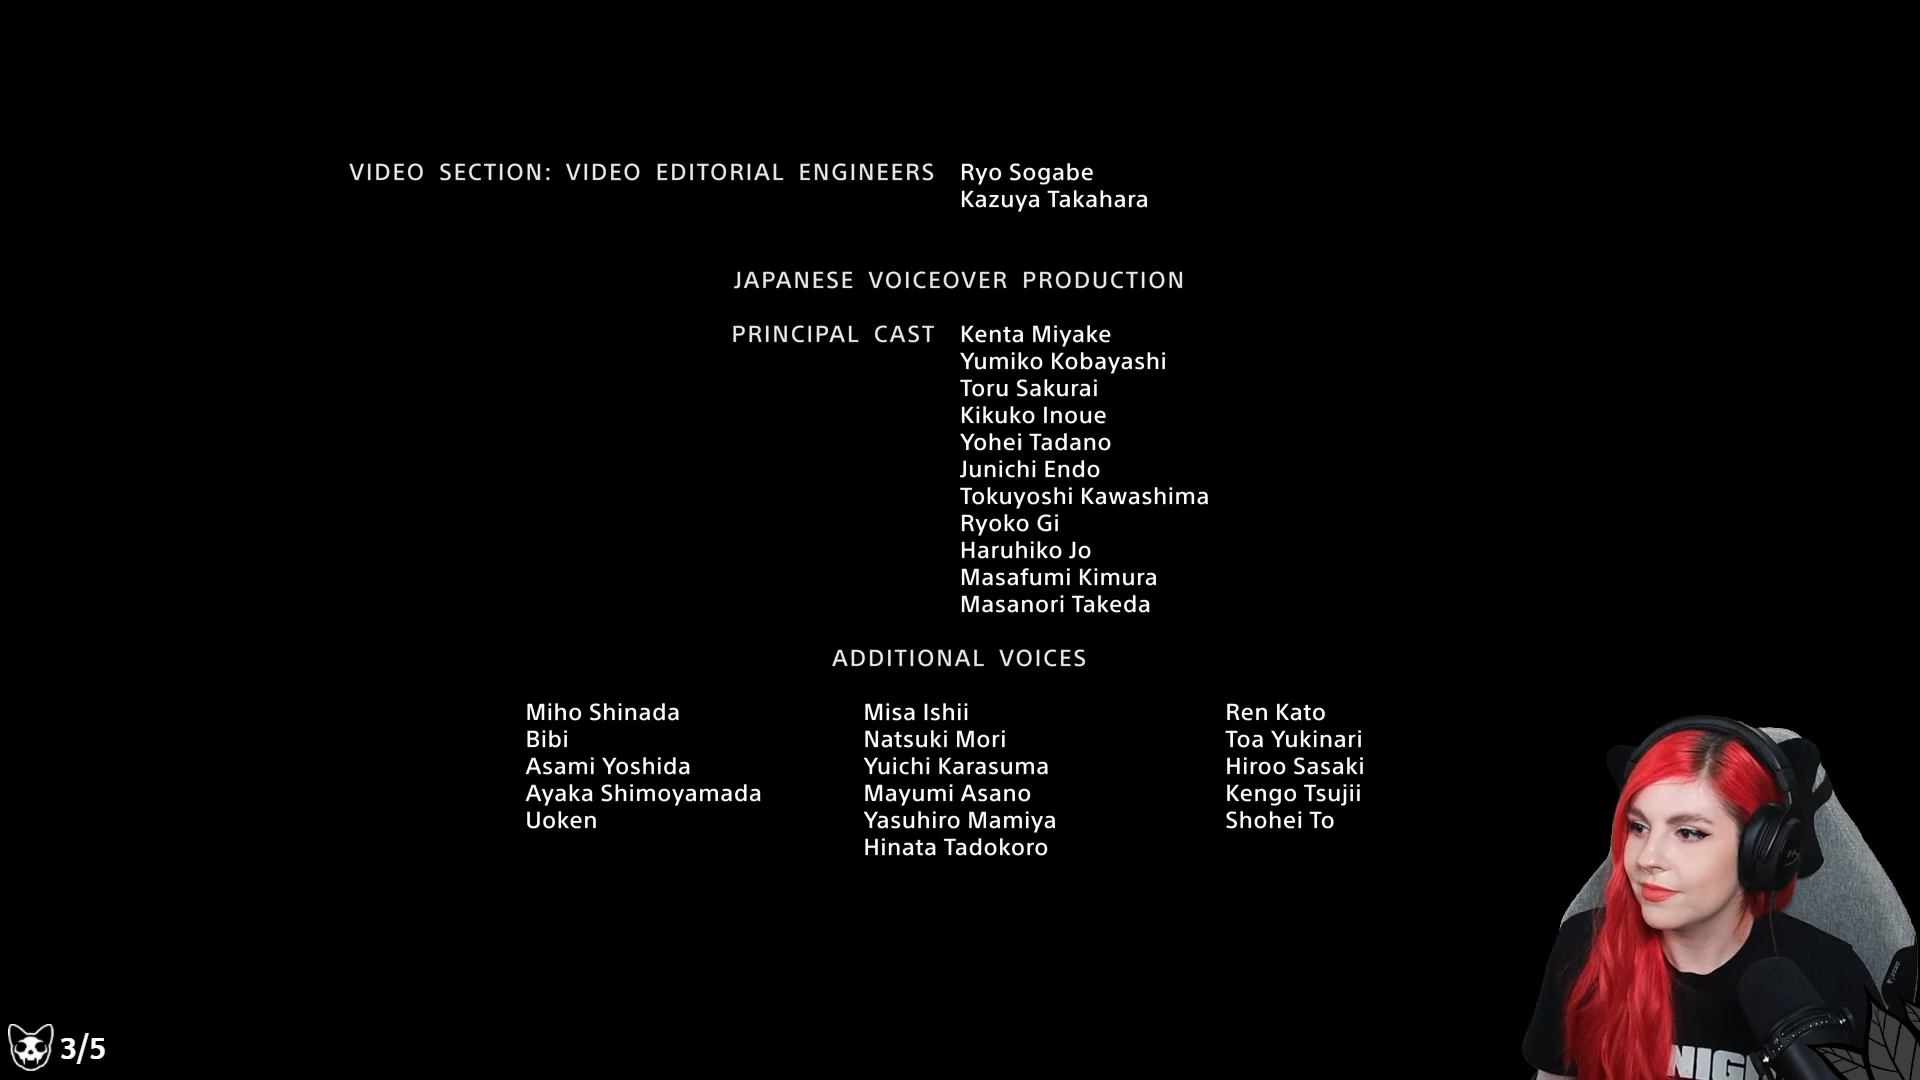 VIDEO SECTION: VIDEO EDITORIAL ENGINEERS Ryo Sogabe
Kazuya Takahara
JAPANESE VOICEOVER PRODUCTION
PRINCIPAL CAST Kenta Miyake
Yumiko Kobayashi
Toru Sakurai
Kikuko Inoue
Yohei Tadano
Junichi Endo
Tokuyoshi Kawashima
Ryoko Gi
Haruhiko Jo
Masafumi Kimura
Masanori Takeda
ADDITIONAL VOICES
Miho Shinada Misa Ishii Ren Kato
Bibi Natsuki Mori Toa Yukinari
Asami Yoshida Yuichi Karasuma Hiroo Sasaki
Ayaka Shimoyamada Mayumi Asano Kengo Tsujii
Uoken Yasuhiro Mamiya Shohei To
Hinata Tadokoro
3/5